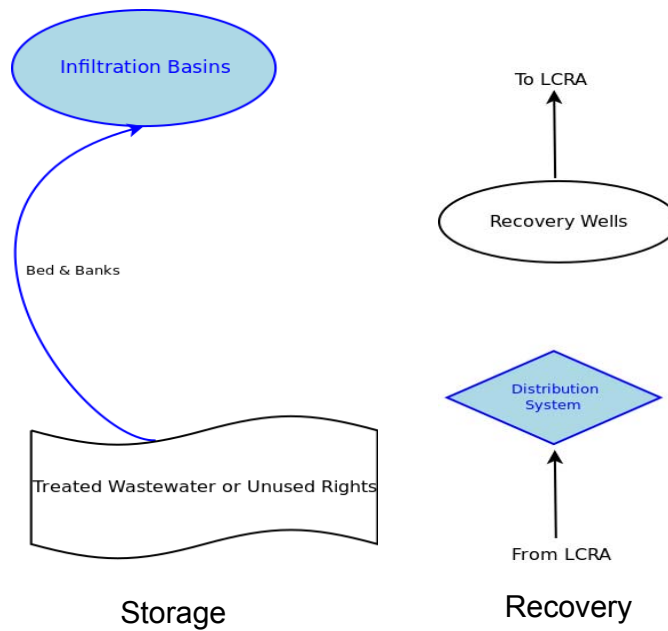 Infiltration Basins
Bed & Banks
Treated Wastewater or Unused Rights
Storage
To LCRA
Recovery Wells
Distribution
System
From LCRA
Recovery